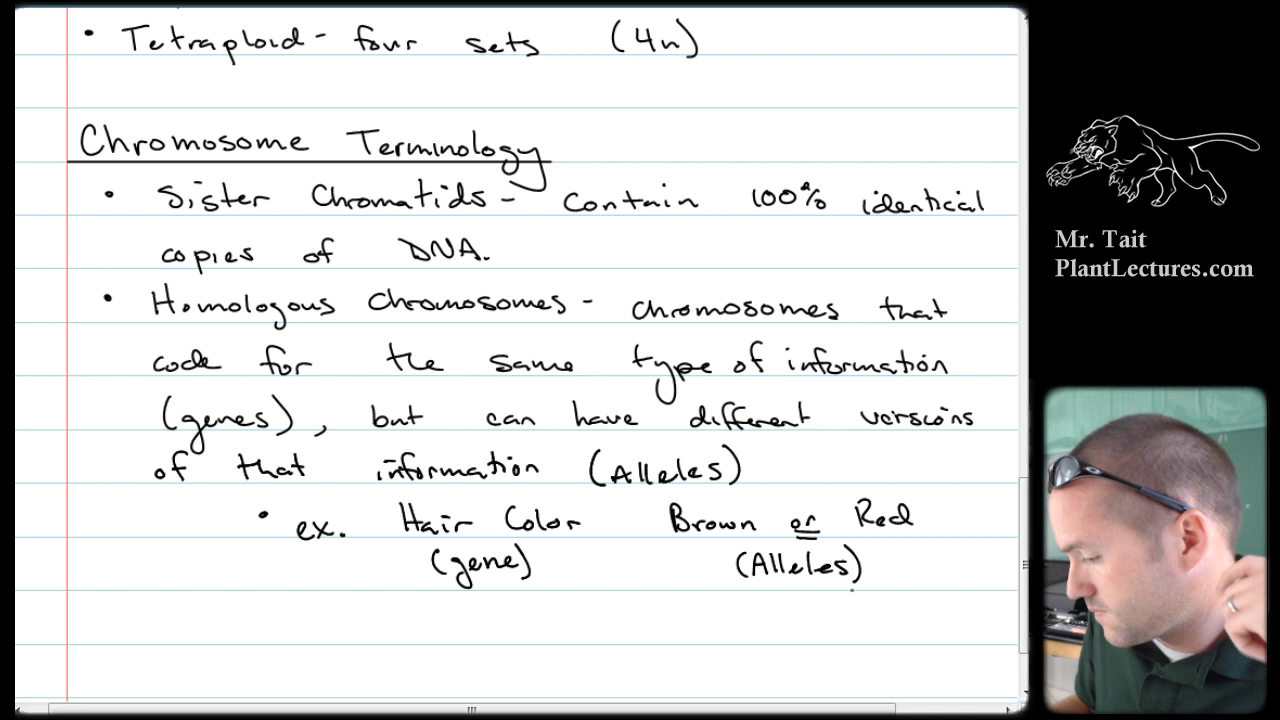 • Tetraploid - four sets (4n)
Chromosome Terminology
• Sister Chromatids - contain 100% identical
copies of DNA.
• Homologous Chromosomes - chromosomes that
code for the same type of information
(genes), but can have different versions
of that information (Alleles)
• ex. Hair Color Brown or Red
(gene) (Alleles)
Mr. Tait
PlantLectures.com